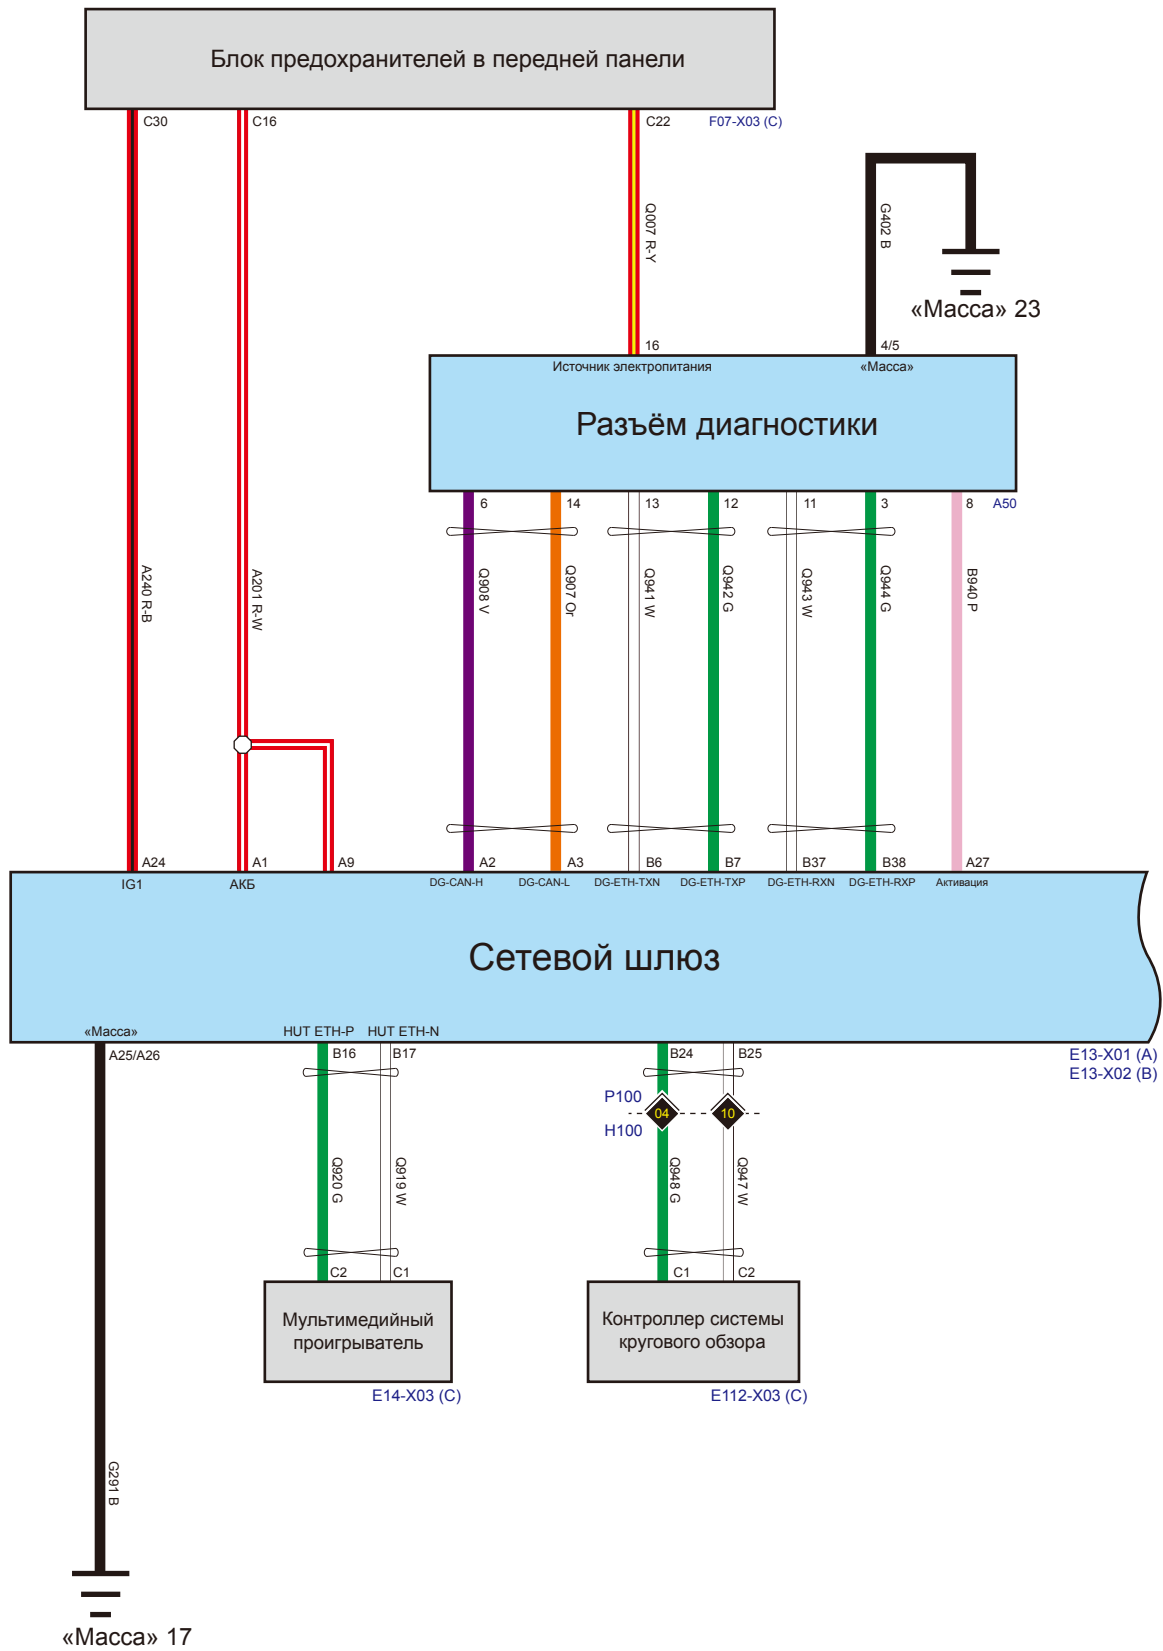 Блок предохранителей в передней панели
C30
C16
C22
F07-X03 (C)
Q007 R-Y
G402 B
«Масса» 23
16
4/5
Источник электропитания
«Масса»
Разъём диагностики
6
14
13
12
11
3
8
A50
A240 R-B
A201 R-W
Q908 V
Q907 Or
Q941 W
Q942 G
Q943 W
Q944 G
B940 P
A24
A1
A9
A2
A3
B6
B7
B37
B38
A27
IG1
АКБ
DG-CAN-H
DG-CAN-L
DG-ETH-TXN
DG-ETH-TXP
DG-ETH-RXN
DG-ETH-RXP
Активация
Сетевой шлюз
«Масса»
HUT ETH-P
HUT ETH-N
A25/A26
B16
B17
B24
B25
E13-X01 (A)
E13-X02 (B)
P100
04
10
H100
Q920 G
Q919 W
Q948 G
Q947 W
C2
C1
C1
C2
Мультимедийный
проигрыватель
Контроллер системы
кругового обзора
E14-X03 (C)
E112-X03 (C)
G291 B
«Масса» 17